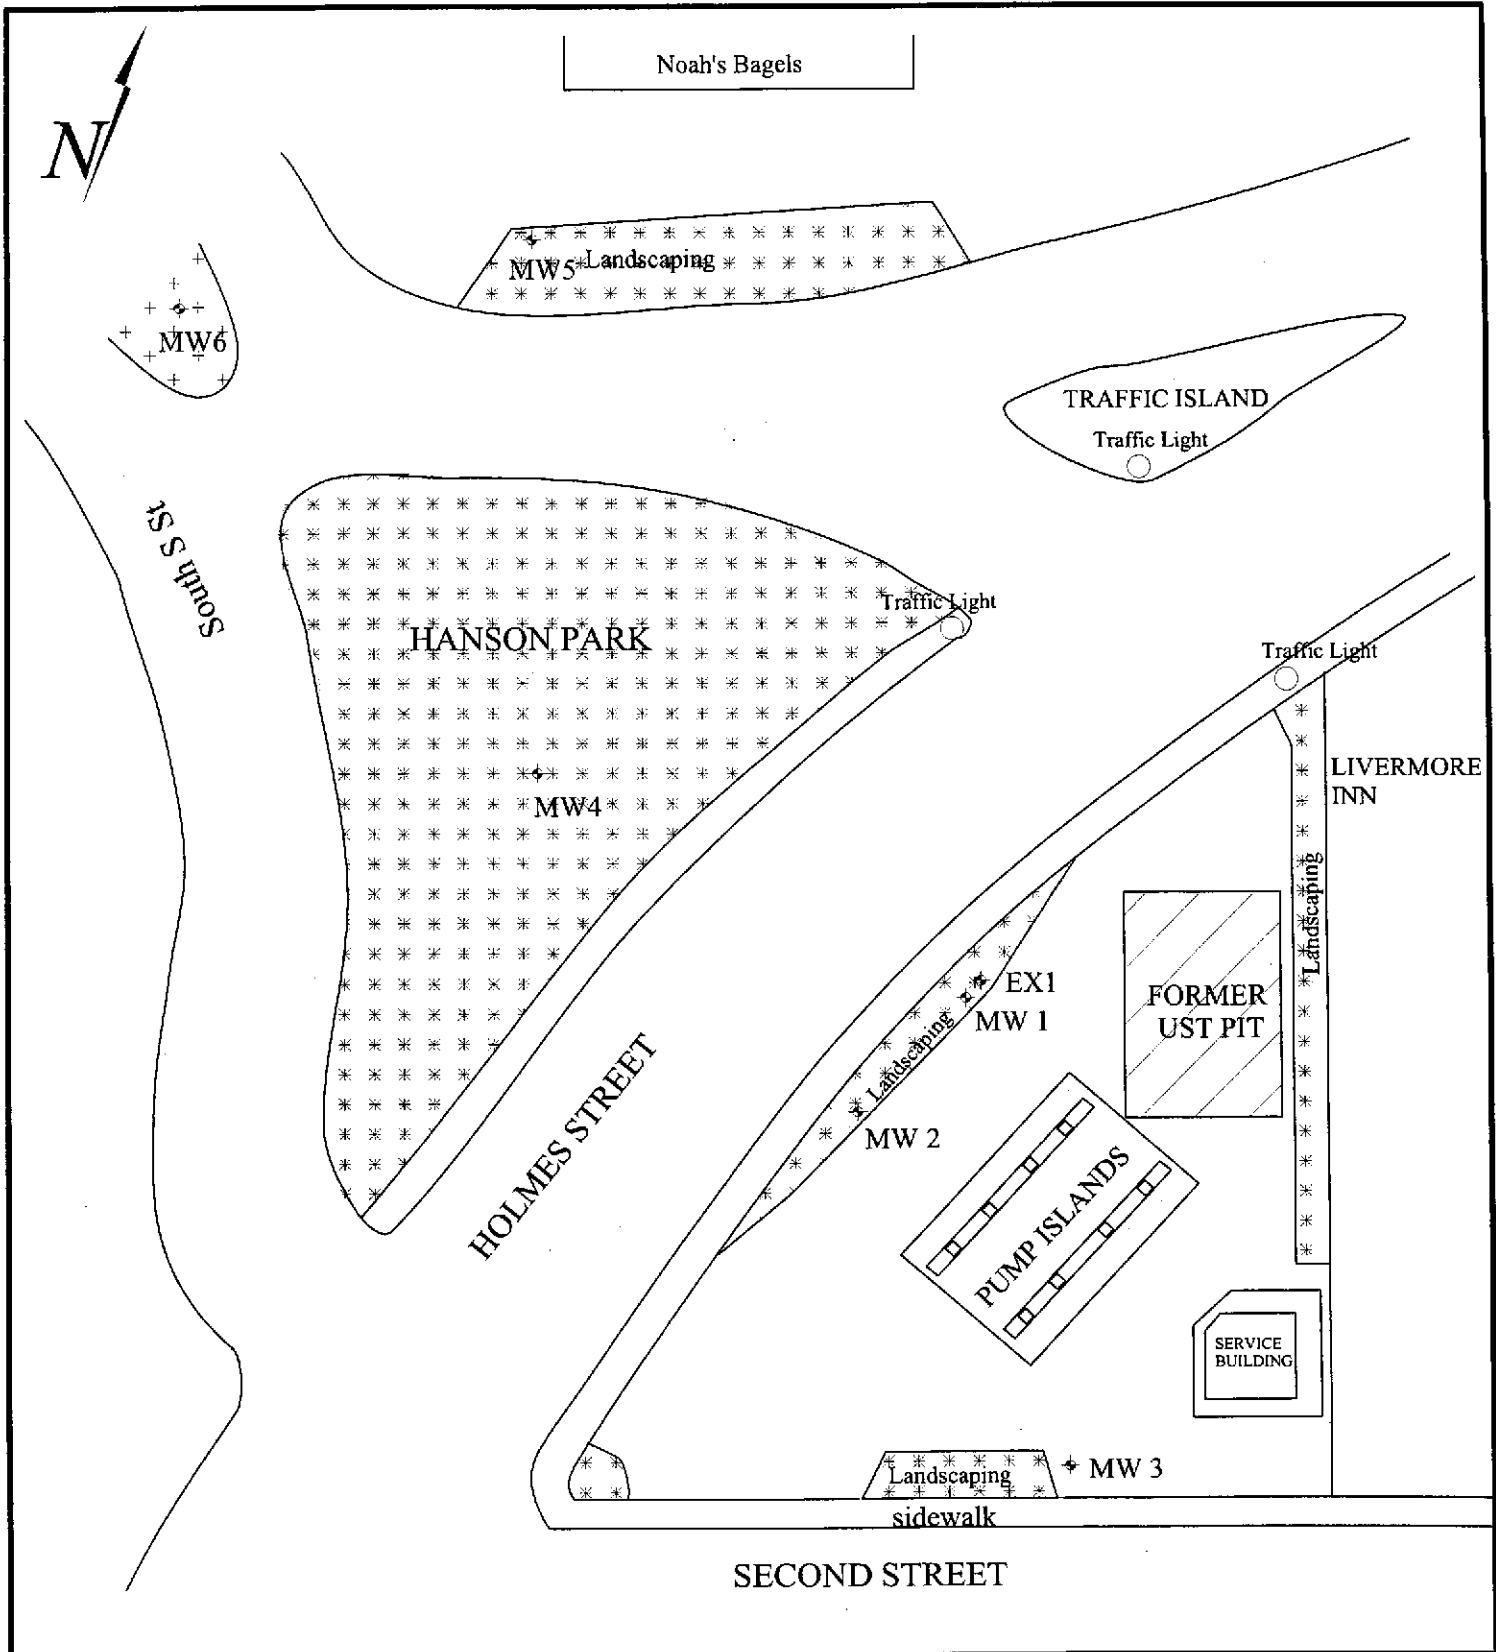 Noah's Bagels
N
MW5
Landscaping
MW6
TRAFFIC ISLAND
Traffic Light
South S St
Traffic Light
HANSON PARK
Traffic Light
LIVERMORE
INN
MW4
Landscaping
EX1
MW 1
Landscaping
FORMER
UST PIT
MW 2
HOLMES STREET
PUMP ISLANDS
SERVICE
BUILDING
Landscaping
MW 3
sidewalk
SECOND STREET